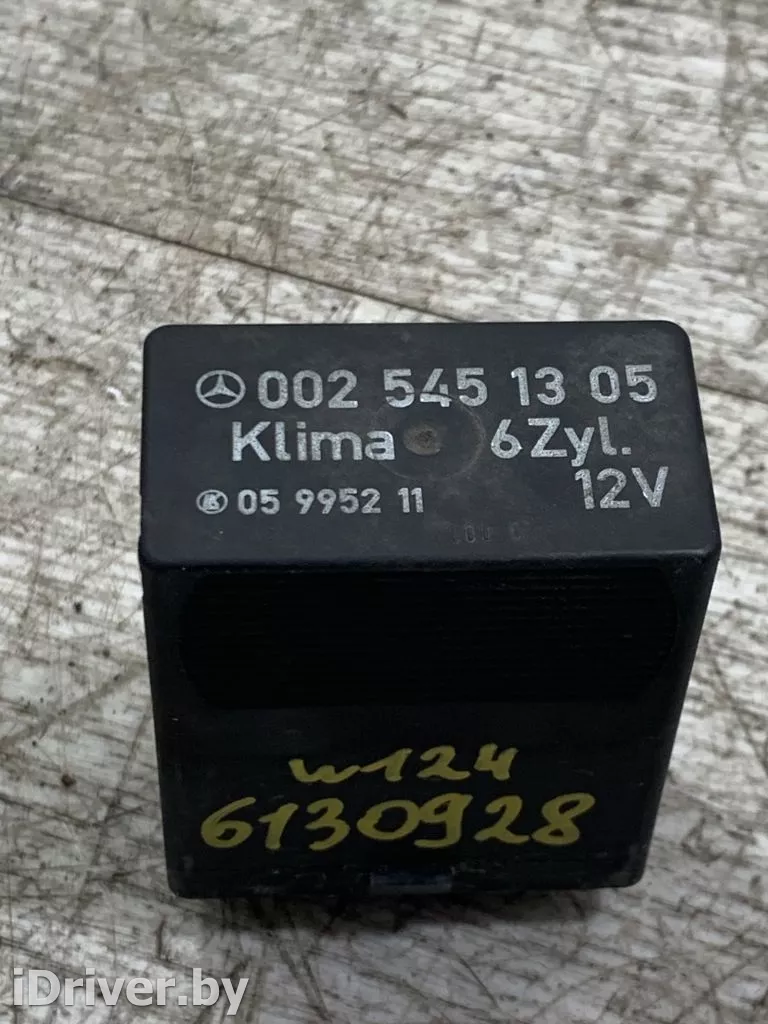 002 545 13 05
Klima 6Zyl.
12V
05 9952 11
w124
6130928
iDriver.by